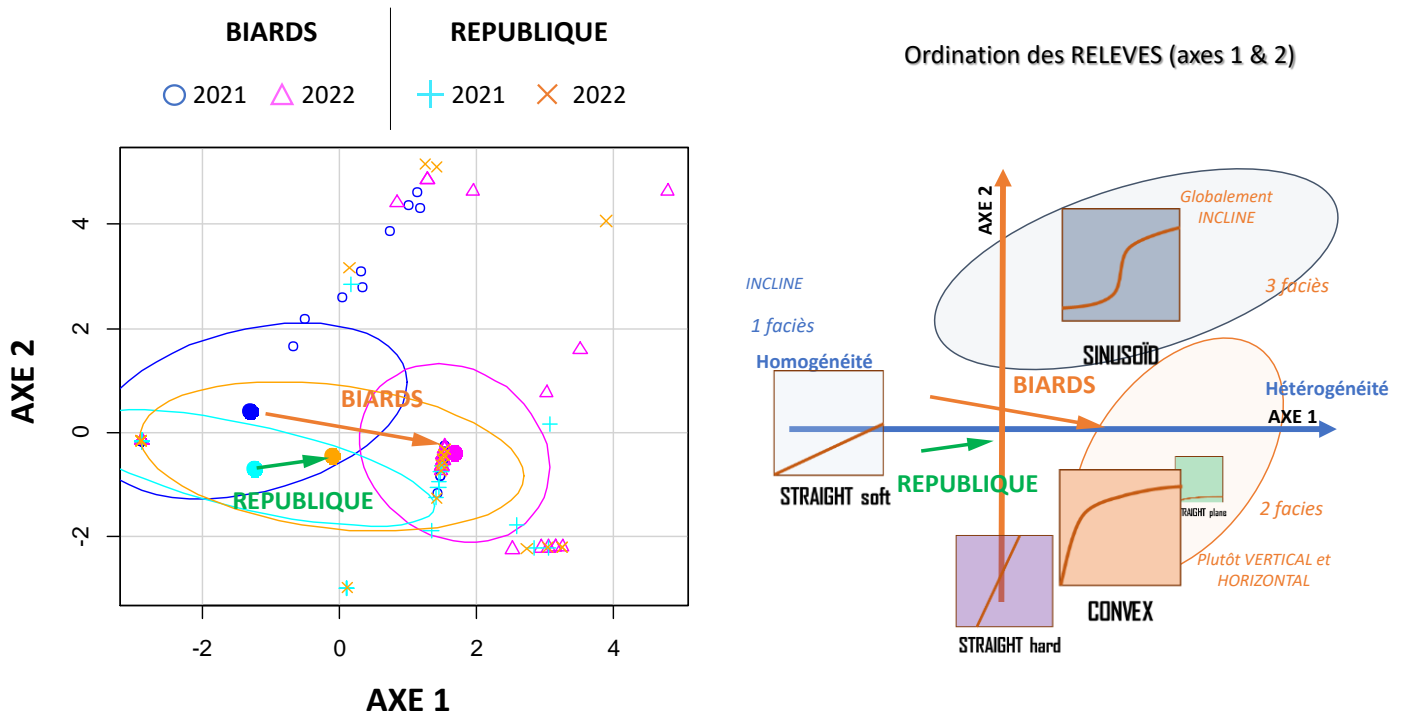 BIARDS
REPUBLIQUE
2021
2022
2021
2022
4
2
0
-2
AXE 2
BIARDS
REPUBLIQUE
-2
0
2
4
AXE 1
Ordination des RELEVES (axes 1 & 2)
AXE 2
Globalement
INCLINE
INCLINE
1 faciès
3 faciès
Homogénéité
SINUSOÏD
BIARDS
Hétérogénéité
AXE 1
STRAIGHT soft
REPUBLIQUE
TRAIGHT plane
2 facies
Plutôt VERTICAL et
HORIZONTAL
CONVEX
STRAIGHT hard